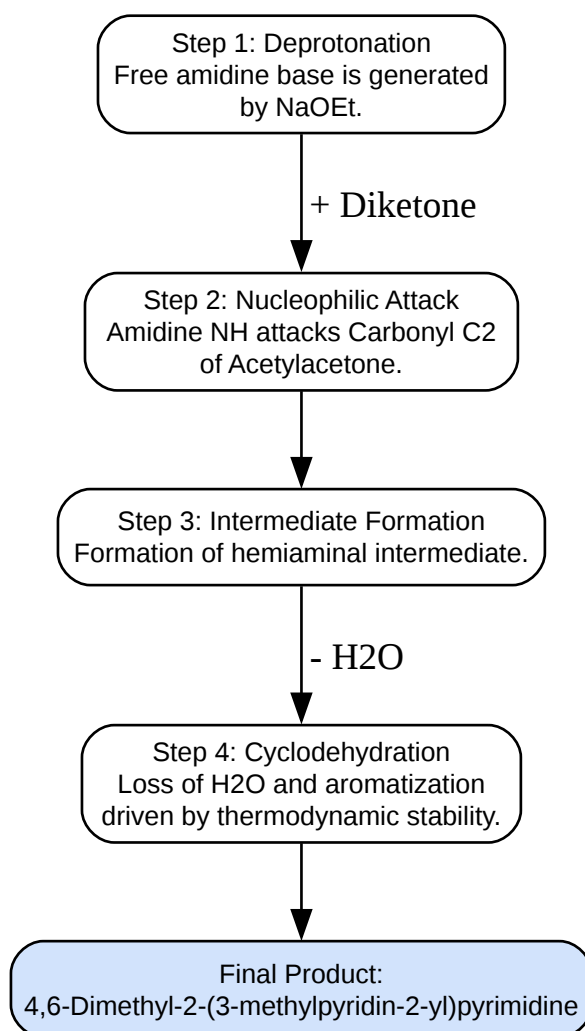 Step 1: Deprotonation
Free amidine base is generated
by NaOEt.
+ Diketone
Step 2: Nucleophilic Attack
Amidine NH attacks Carbonyl C2
of Acetylacetone.
Step 3: Intermediate Formation
Formation of hemiaminal intermediate.
- H2O
Step 4: Cyclodehydration
Loss of H2O and aromatization
driven by thermodynamic stability.
Final Product:
4,6-Dimethyl-2-(3-methylpyridin-2-yl)pyrimidine